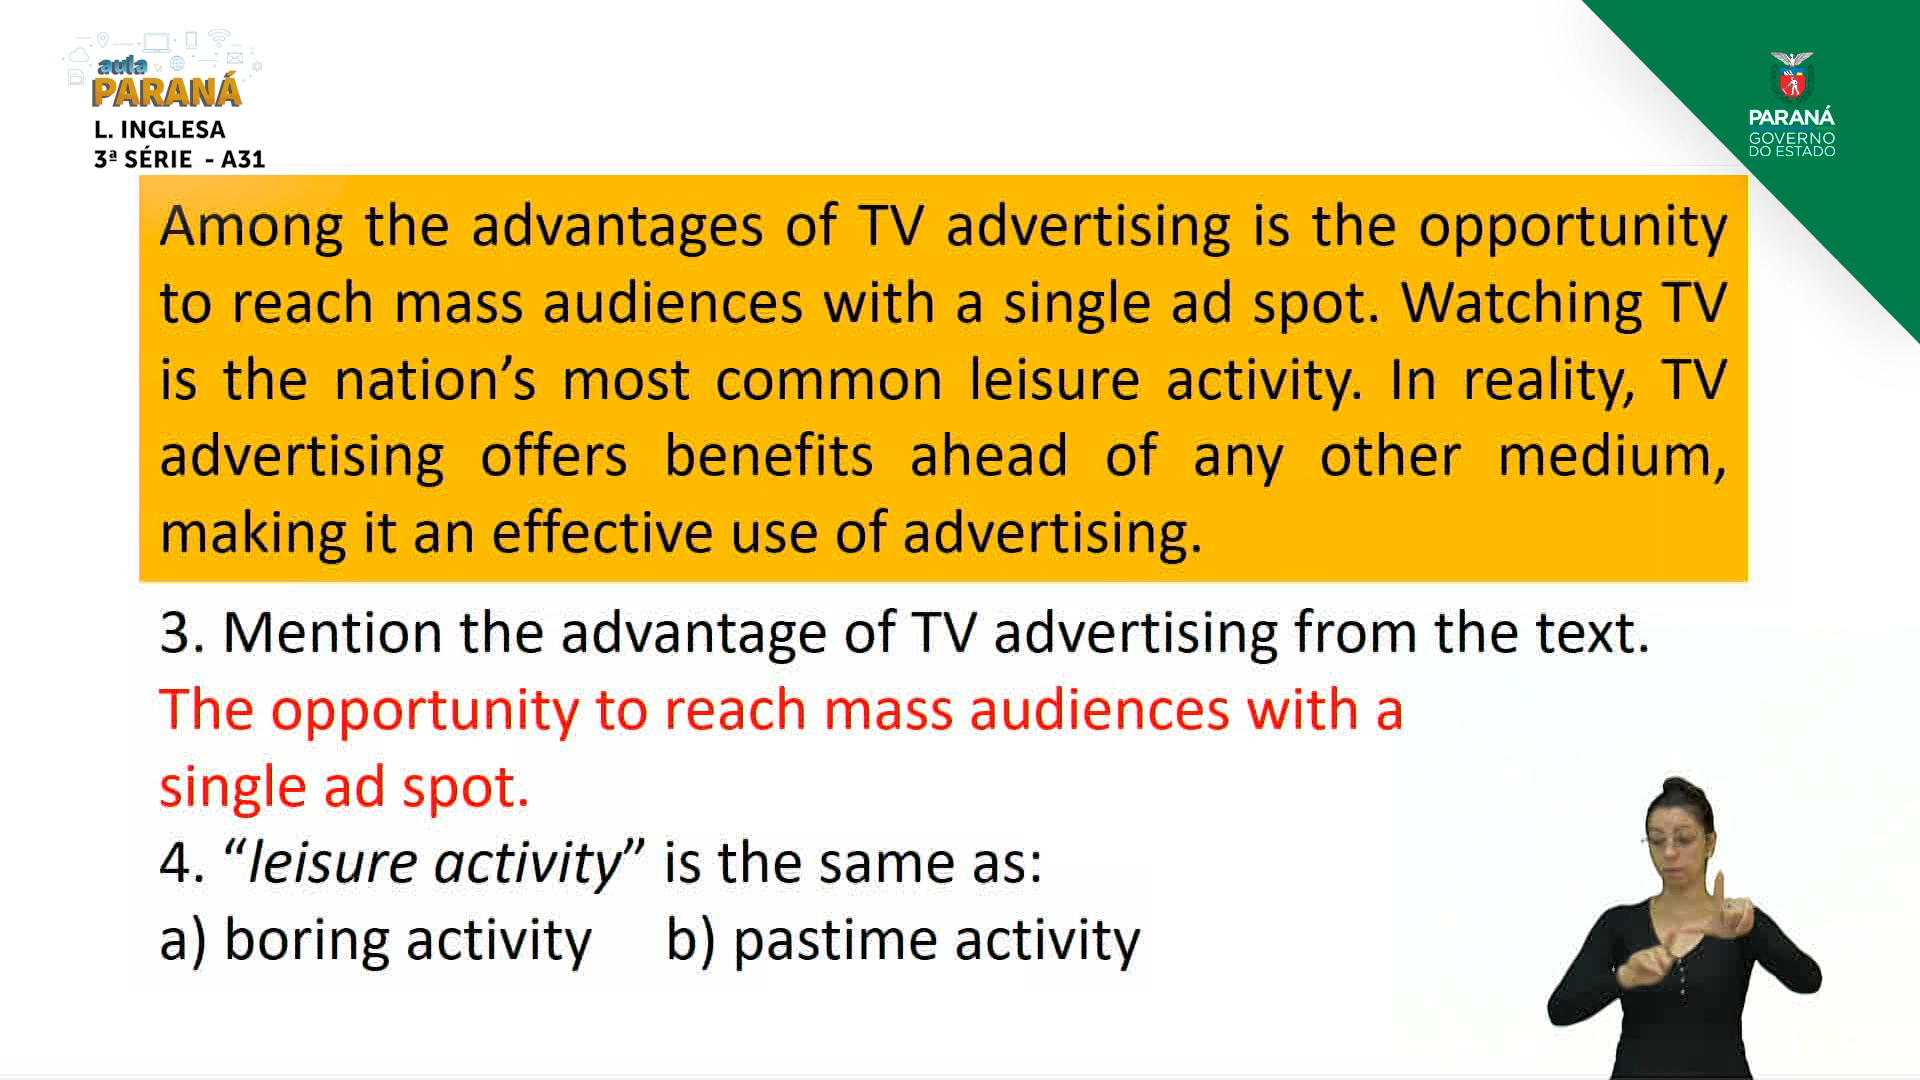 aula
PARANÁ
L. INGLESA
3ª SÉRIE - A31
PARANÁ
GOVERNO
DO ESTADO
Among the advantages of TV advertising is the opportunity
to reach mass audiences with a single ad spot. Watching TV
is the nation’s most common leisure activity. In reality, TV
advertising offers benefits ahead of any other medium,
making it an effective use of advertising.
3. Mention the advantage of TV advertising from the text.
The opportunity to reach mass audiences with a
single ad spot.
4. “leisure activity” is the same as:
a) boring activity b) pastime activity